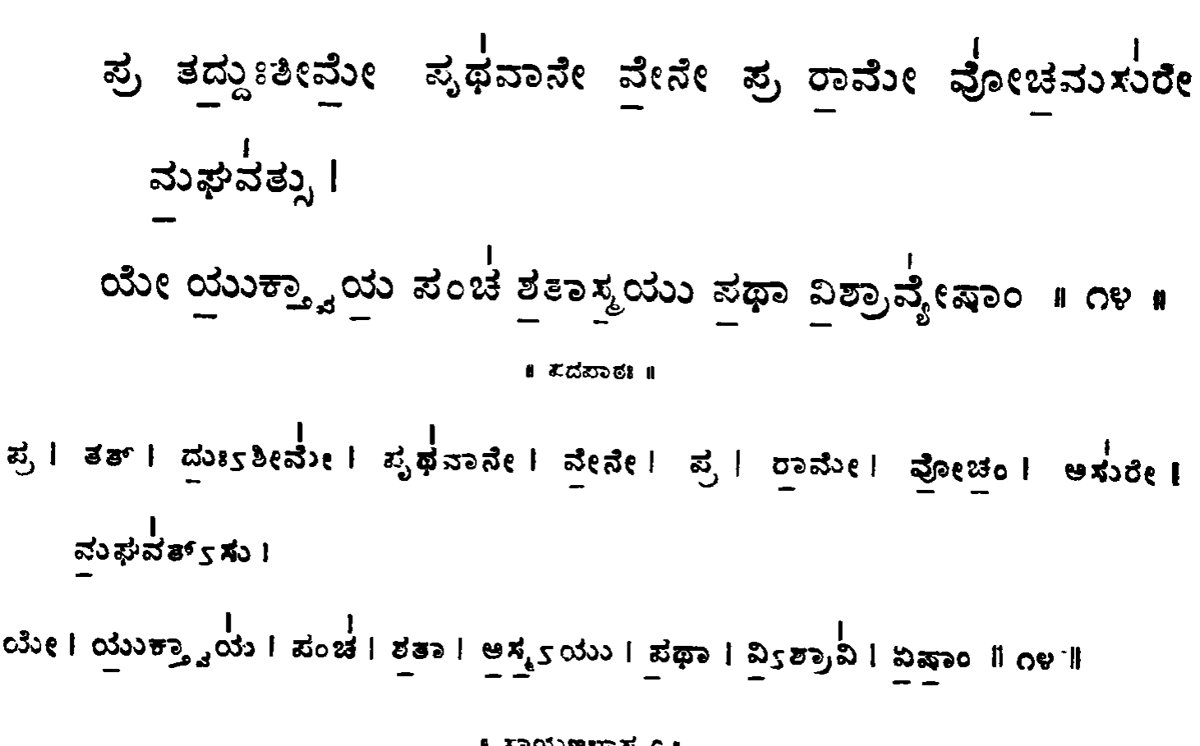 ಪ್ರ ತದ್ದುಃಶೀಮೇ ಪೃಥವಾನೇ ವೇನೇ ಪ್ರ ರಾಮೇ ವೋಚಮಸುರೇ
ಮಘವತ್ಸು ।
ಯೇ ಯುಕ್ತ್ವಾಯ ಪಂಚ ಶತಾಸ್ಮಯು ಪಥಾ ವಿಶ್ರಾವ್ಯೇಷಾಂ ॥ ೧೪ ॥
॥ ಪದಪಾಠಃ ॥
ಪ್ರ । ತತ್ । ದುಃಽಶೀಮೇ । ಪೃಥವಾನೇ । ವೇನೇ । ಪ್ರ । ರಾಮೇ । ವೋಚಂ । ಅಸುರೇ ।
ಮಘವತ್ಽಸು ।
ಯೇ । ಯುಕ್ತ್ವಾಯ । ಪಂಚ । ಶತಾ । ಅಸ್ಮಽಯು । ಪಥಾ । ವಿಽಶ್ರಾವಿ । ಏಷಾಂ ॥ ೧೪ ॥